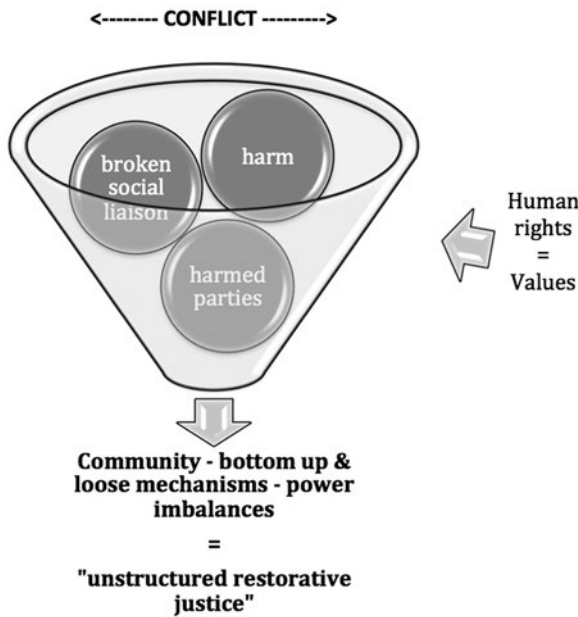 <-------- CONFLICT -------->
harm
broken
social
liaison
harmed
parties
Human
rights
=
Values
Community - bottom up &
loose mechanisms - power
imbalances
=
"unstructured restorative
justice"